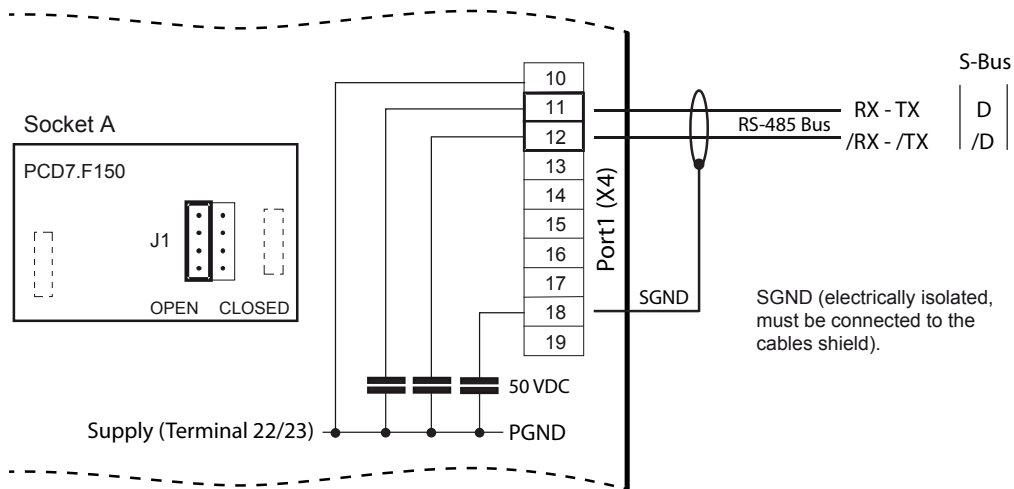 S-Bus
10
11
12
13
14
15
16
17
18
19
RX - TX
D
RS-485 Bus
/RX - /TX
/D
Socket A
PCD7.F150
J1
OPEN CLOSED
Port1 (X4)
SGND
SGND (electrically isolated,
must be connected to the
cables shield).
50 VDC
Supply (Terminal 22/23)
PGND